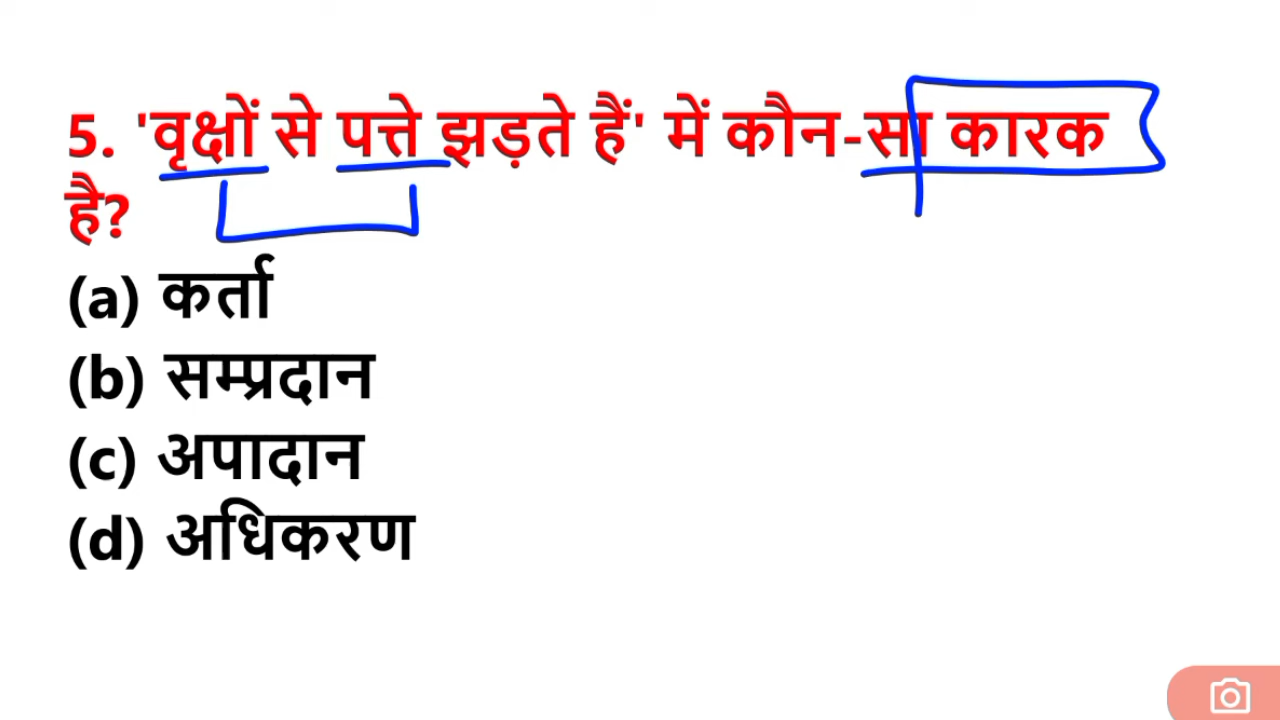 5. 'वृक्षों से पत्ते झड़ते हैं' में कौन-सा कारक
है?
(a) कर्ता
(b) सम्प्रदान
(c) अपादान
(d) अधिकरण